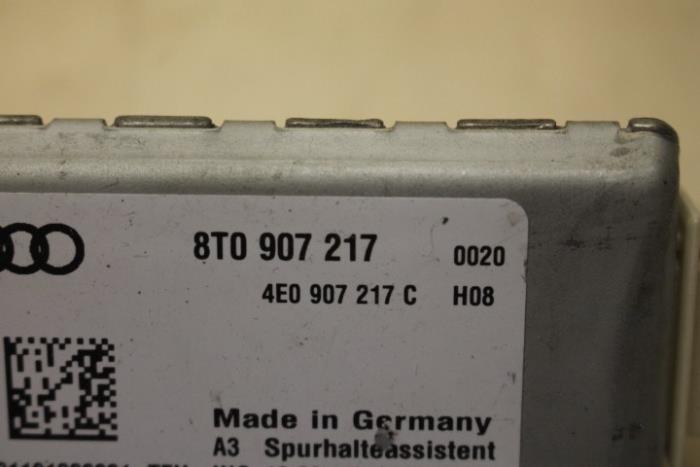 8T0 907 217 0020
4E0 907 217 C H08
Made in Germany
A3 Spurhalteassistent